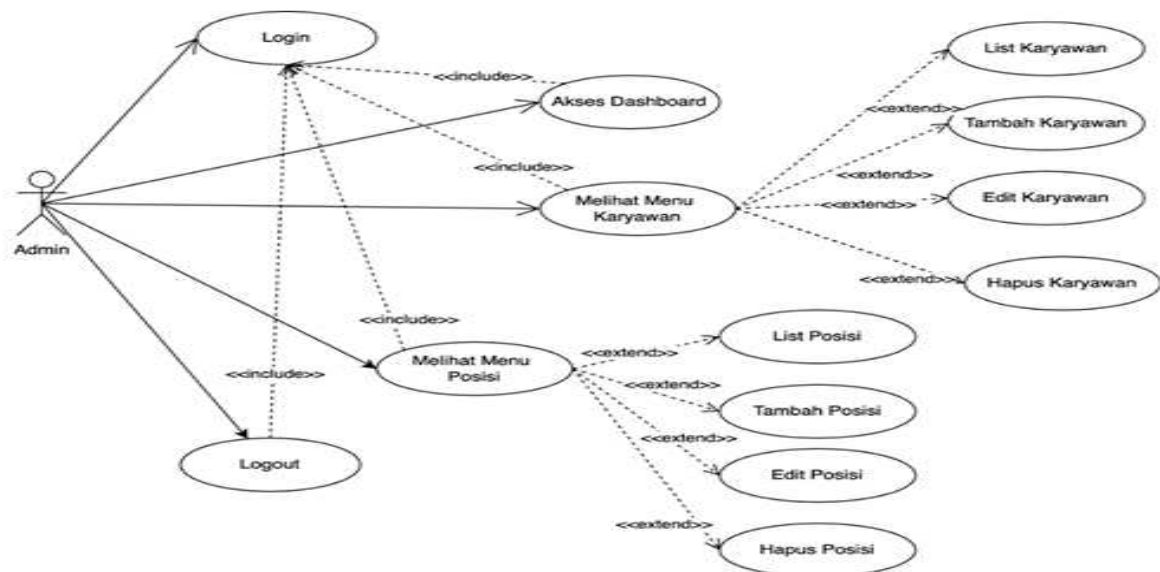 Login
<<include>>
Akses Dashboard
List Karyawan
<<extend>>
Tambah Karyawan
<<include>>
Melihat Menu
Karyawan
<<extend>>
<<extend>>
Edit Karyawan
Admin
<<extend>>
Hapus Karyawan
<<include>>
Melihat Menu
Posisi
<<extend>>
List Posisi
<<include>>
<<extend>>
Tambah Posisi
<<extend>>
Logout
Edit Posisi
<<extend>>
Hapus Posisi